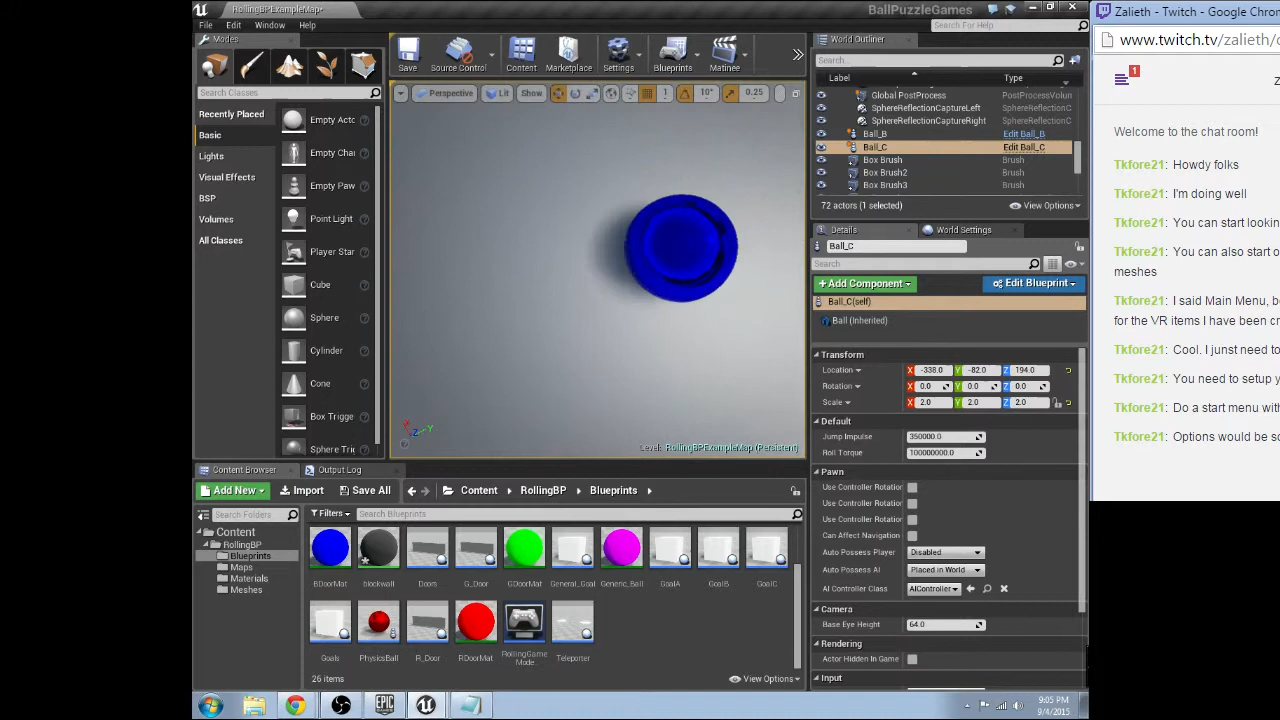 RollingBPExampleMap*
BallPuzzleGames
File Edit Window Help
Search For Help
Modes
Save
Source Control
Content
Marketplace
Settings
Blueprints
Matinee
Search Classes
Recently Placed
Basic
Lights
Visual Effects
BSP
Volumes
All Classes
Empty Acto
Empty Char
Empty Paw
Point Light
Player Star
Cube
Sphere
Cylinder
Cone
Box Trigge
Sphere Trig
Perspective
Lit
Show
1
10°
0.25
Level: RollingBPExampleMap (Persistent)
World Outliner
Search...
Label Type
Global PostProcess PostProcessVolun
SphereReflectionCaptureLeft SphereReflectionC
SphereReflectionCaptureRight SphereReflectionC
Ball_B Edit Ball_B
Ball_C Edit Ball_C
Box Brush Brush
Box Brush2 Brush
Box Brush3 Brush
72 actors (1 selected)
View Options
Details
World Settings
Ball_C
Search
+Add Component
Edit Blueprint
Ball_C(self)
Ball (Inherited)
Transform
Location X -338.0 Y -82.0 Z 194.0
Rotation X 0.0 Y 0.0 Z 0.0
Scale X 2.0 Y 2.0 Z 2.0
Default
Jump Impulse 350000.0
Roll Torque 100000000.0
Pawn
Use Controller Rotation
Use Controller Rotation
Use Controller Rotation
Can Affect Navigation
Auto Possess Player Disabled
Auto Possess AI Placed in World
AI Controller Class AIController
Camera
Base Eye Height 64.0
Rendering
Actor Hidden In Game
Input
Content Browser
Output Log
Add New
Import
Save All
Content
RollingBP
Blueprints
Search Folders
Filters
Search Blueprints
Content
RollingBP
Blueprints
Maps
Materials
Meshes
BDoorMat
blockwall
Doom
G_Door
GDoorMat
General_Goal
Generic_Ball
GoalA
GoalB
GoalC
Goals
PhysicsBall
R_Door
RDoorMat
RollingGame
Mode
Teleporter
26 items
View Options
EPIC
GAMES
9:05 PM
9/4/2015
Zalieth - Twitch - Google Chro
www.twitch.tv/zalieth/
1
Z
Welcome to the chat room!
Tkfore21: Howdy folks
Tkfore21: I'm doing well
Tkfore21: You can start lookin
Tkfore21: You can also start
meshes
Tkfore21: I said Main Menu, b
for the VR items I have been cr
Tkfore21: Cool. I junst need to
Tkfore21: You need to setup y
Tkfore21: Do a start menu with
Tkfore21: Options would be so